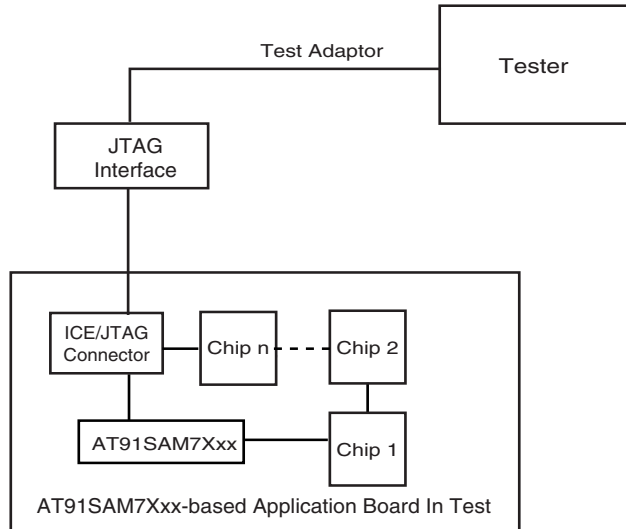 Test Adaptor
Tester
JTAG
Interface
ICE/JTAG
Connector
Chip n
Chip 2
AT91SAM7Xxx
Chip 1
AT91SAM7Xxx-based Application Board In Test